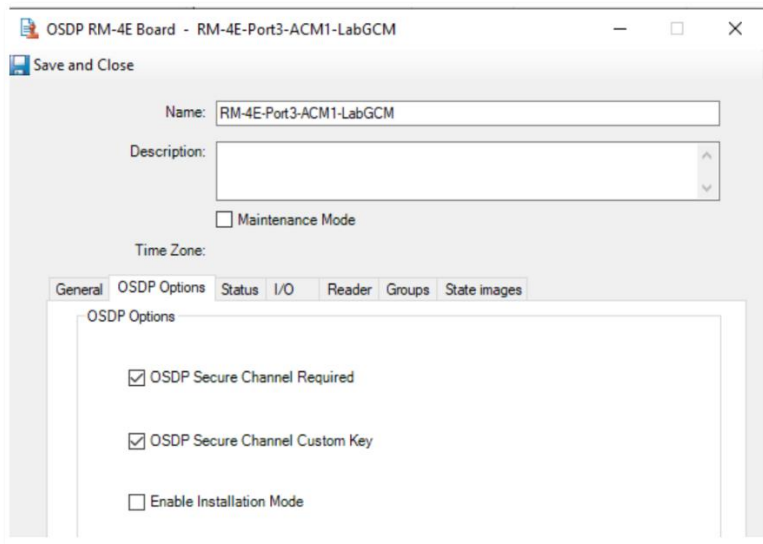 OSDP RM-4E Board - RM-4E-Port3-ACM1-LabGCM
Save and Close
Name: RM-4E-Port3-ACM1-LabGCM
Description:
Maintenance Mode
Time Zone:
General OSDP Options Status I/O Reader Groups State images
OSDP Options
OSDP Secure Channel Required
OSDP Secure Channel Custom Key
Enable Installation Mode